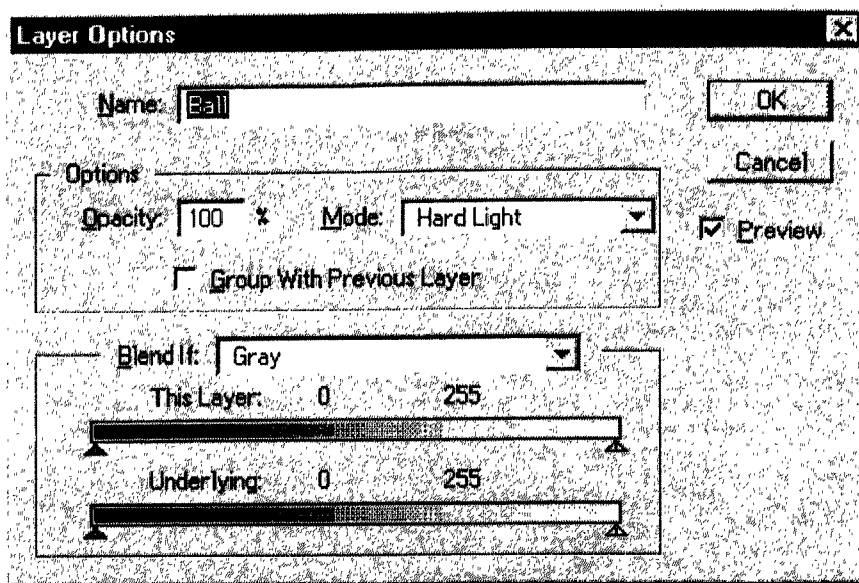 Layer Options
Name: Ball
OK
Cancel
Options
Opacity: 100 % Mode: Hard Light
Preview
Group With Previous Layer
Blend If: Gray
This Layer: 0 255
Underlying: 0 255